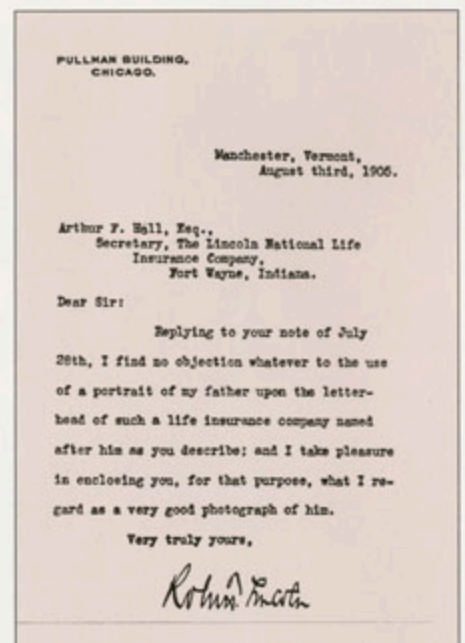 PULLMAN BUILDING,
CHICAGO.
Manchester, Vermont,
August third, 1905.
Arthur F. Hall, Esq.,
Secretary, The Lincoln National Life
Insurance Company,
Fort Wayne, Indiana.
Dear Sir:
Replying to your note of July
28th, I find no objection whatever to the use
of a portrait of my father upon the letter-
head of such a life insurance company named
after him as you describe; and I take pleasure
in enclosing you, for that purpose, what I re-
gard as a very good photograph of him.
Very truly yours,
Robert Lincoln